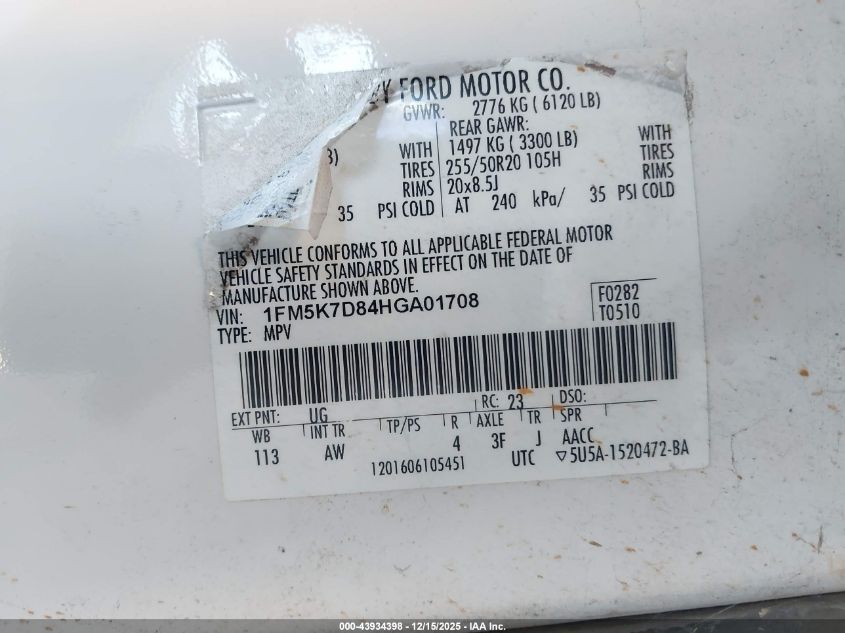 BY FORD MOTOR CO.
GVWR: 2776 KG ( 6120 LB)
REAR GAWR:
B) WITH 1497 KG ( 3300 LB) WITH
TIRES 255/50R20 105H TIRES
RIMS 20x8.5J RIMS
35 PSI COLD AT 240 kPa/ 35 PSI COLD
THIS VEHICLE CONFORMS TO ALL APPLICABLE FEDERAL MOTOR
VEHICLE SAFETY STANDARDS IN EFFECT ON THE DATE OF
MANUFACTURE SHOWN ABOVE.
VIN: 1FM5K7D84HGA01708 F0282
TYPE: MPV T0510
EXT PNT: UG RC: 23 DSO:
WB INT TR TP/PS R AXLE TR SPR
113 AW 4 3F J AACC
1201606105451 UTC ▽5U5A-1520472-BA
000-43934398 - 12/15/2025 - IAA Inc.